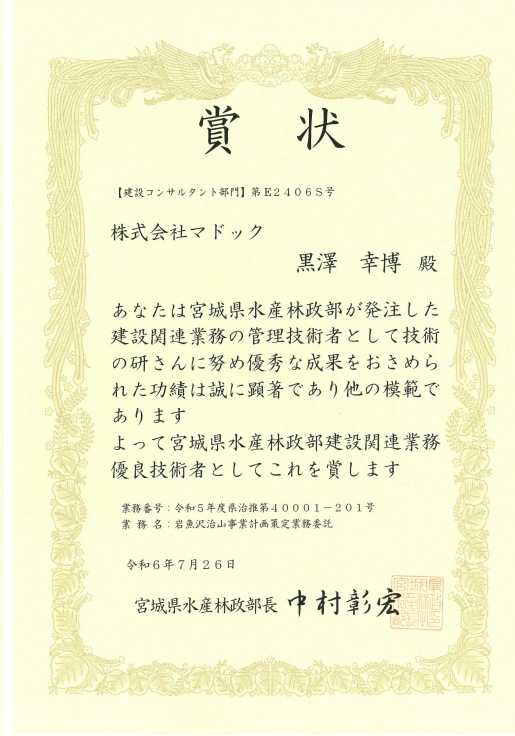 賞状
【建設コンサルタント部門】第E2406S号
株式会社マドック
黒澤 幸博 殿
あなたは宮城県水産林政部が発注した
建設関連業務の管理技術者として技術
の研さんに努め優秀な成果をおさめら
れた功績は誠に顕著であり他の模範で
あります
よって宮城県水産林政部建設関連業務
優良技術者としてこれを賞します
業務番号：令和5年度県治推第40001－201号
業 務 名：岩魚沢治山事業計画策定業務委託
令和6年7月26日
宮城県水産林政部長 中村彰宏